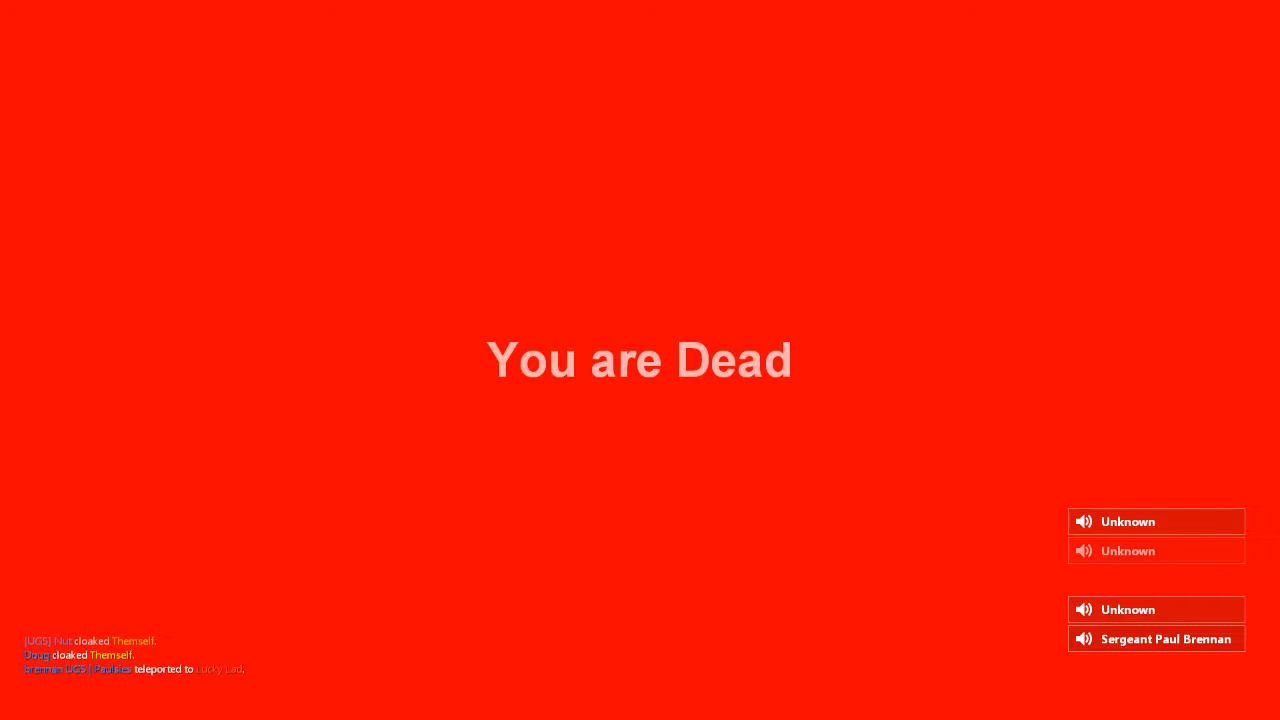 You are Dead
Unknown
Unknown
Unknown
Sergeant Paul Brennan
[UGS] Nut cloaked Themself.
Doug cloaked Themself.
brennan UGS | Paulsies teleported to Lucky Lad.